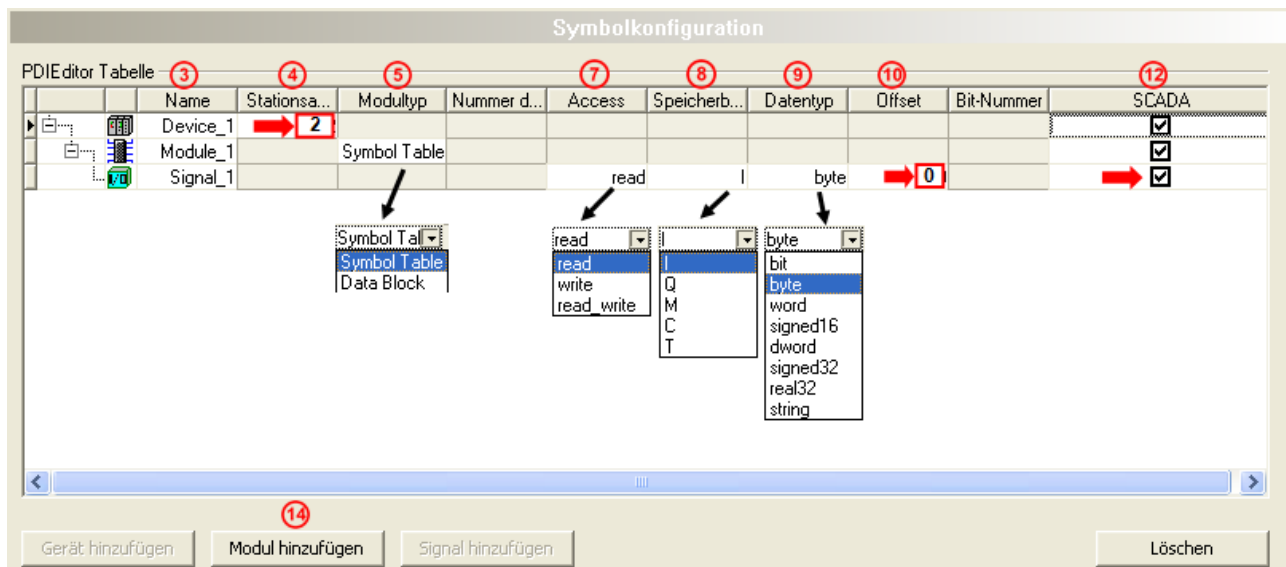 Symbolkonfiguration
PDIEditor Tabelle
3 4 5 7 8 9 10 12
Name Stationsa... Modultyp Nummer d... Access Speicherb... Datentyp Offset Bit-Nummer SCADA
Device_1 2
Module_1 Symbol Table
Signal_1 read I byte 0
Symbol Tal read I byte
Symbol Table read I bit
Data Block write Q byte
read_write M word
C signed16
T dword
signed32
real32
string
14
Gerät hinzufügen Modul hinzufügen Signal hinzufügen Löschen